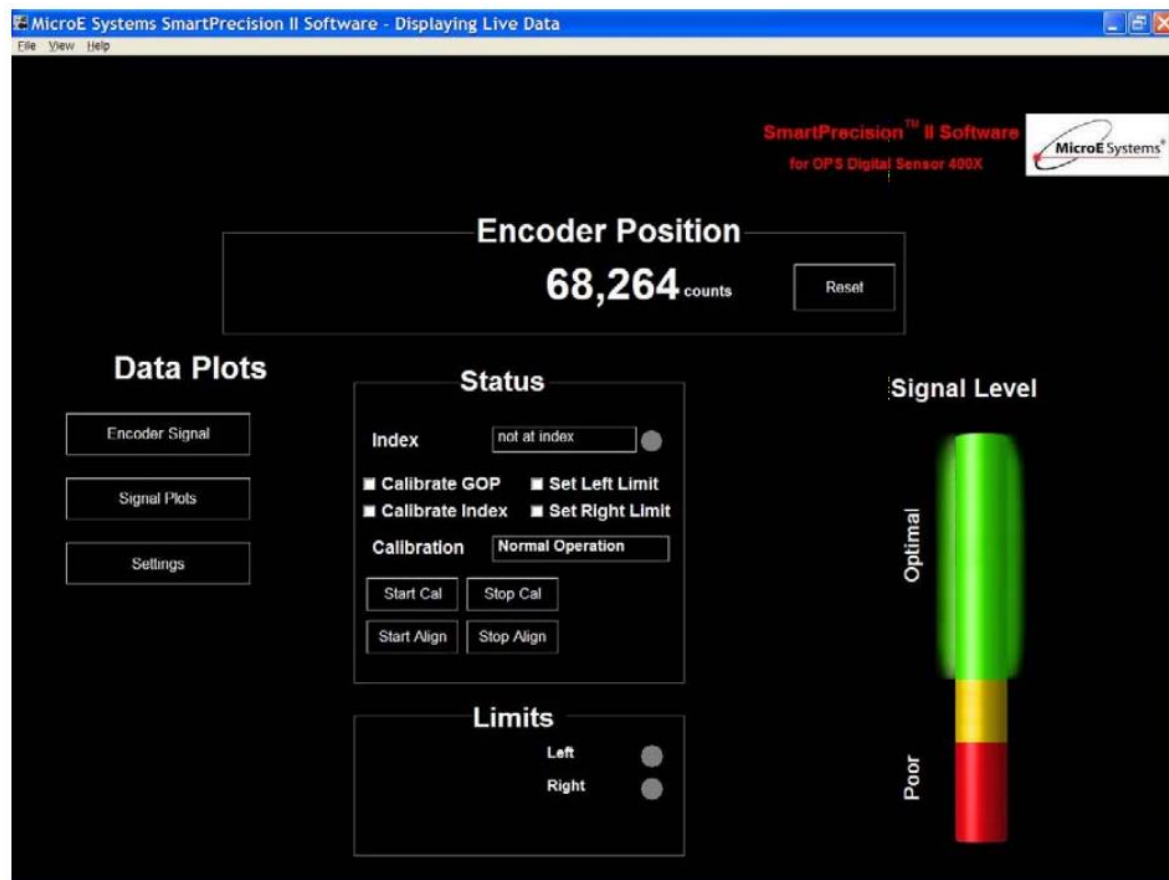 MicroE Systems SmartPrecision II Software - Displaying Live Data
File View Help
SmartPrecision™ II Software
for OPS Digital Sensor 400X
MicroE Systems®
Encoder Position
68,264 counts
Reset
Data Plots
Encoder Signal
Signal Plots
Settings
Status
Index not at index
Calibrate GOP Set Left Limit
Calibrate Index Set Right Limit
Calibration Normal Operation
Start Cal Stop Cal
Start Align Stop Align
Limits
Left
Right
Signal Level
Optimal
Poor